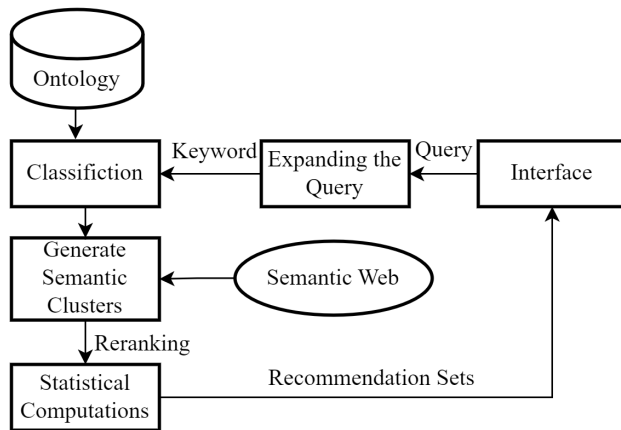 Ontology
Keyword
Query
Classifiction
Expanding the
Query
Interface
Generate
Semantic
Clusters
Semantic Web
Reranking
Statistical
Computations
Recommendation Sets